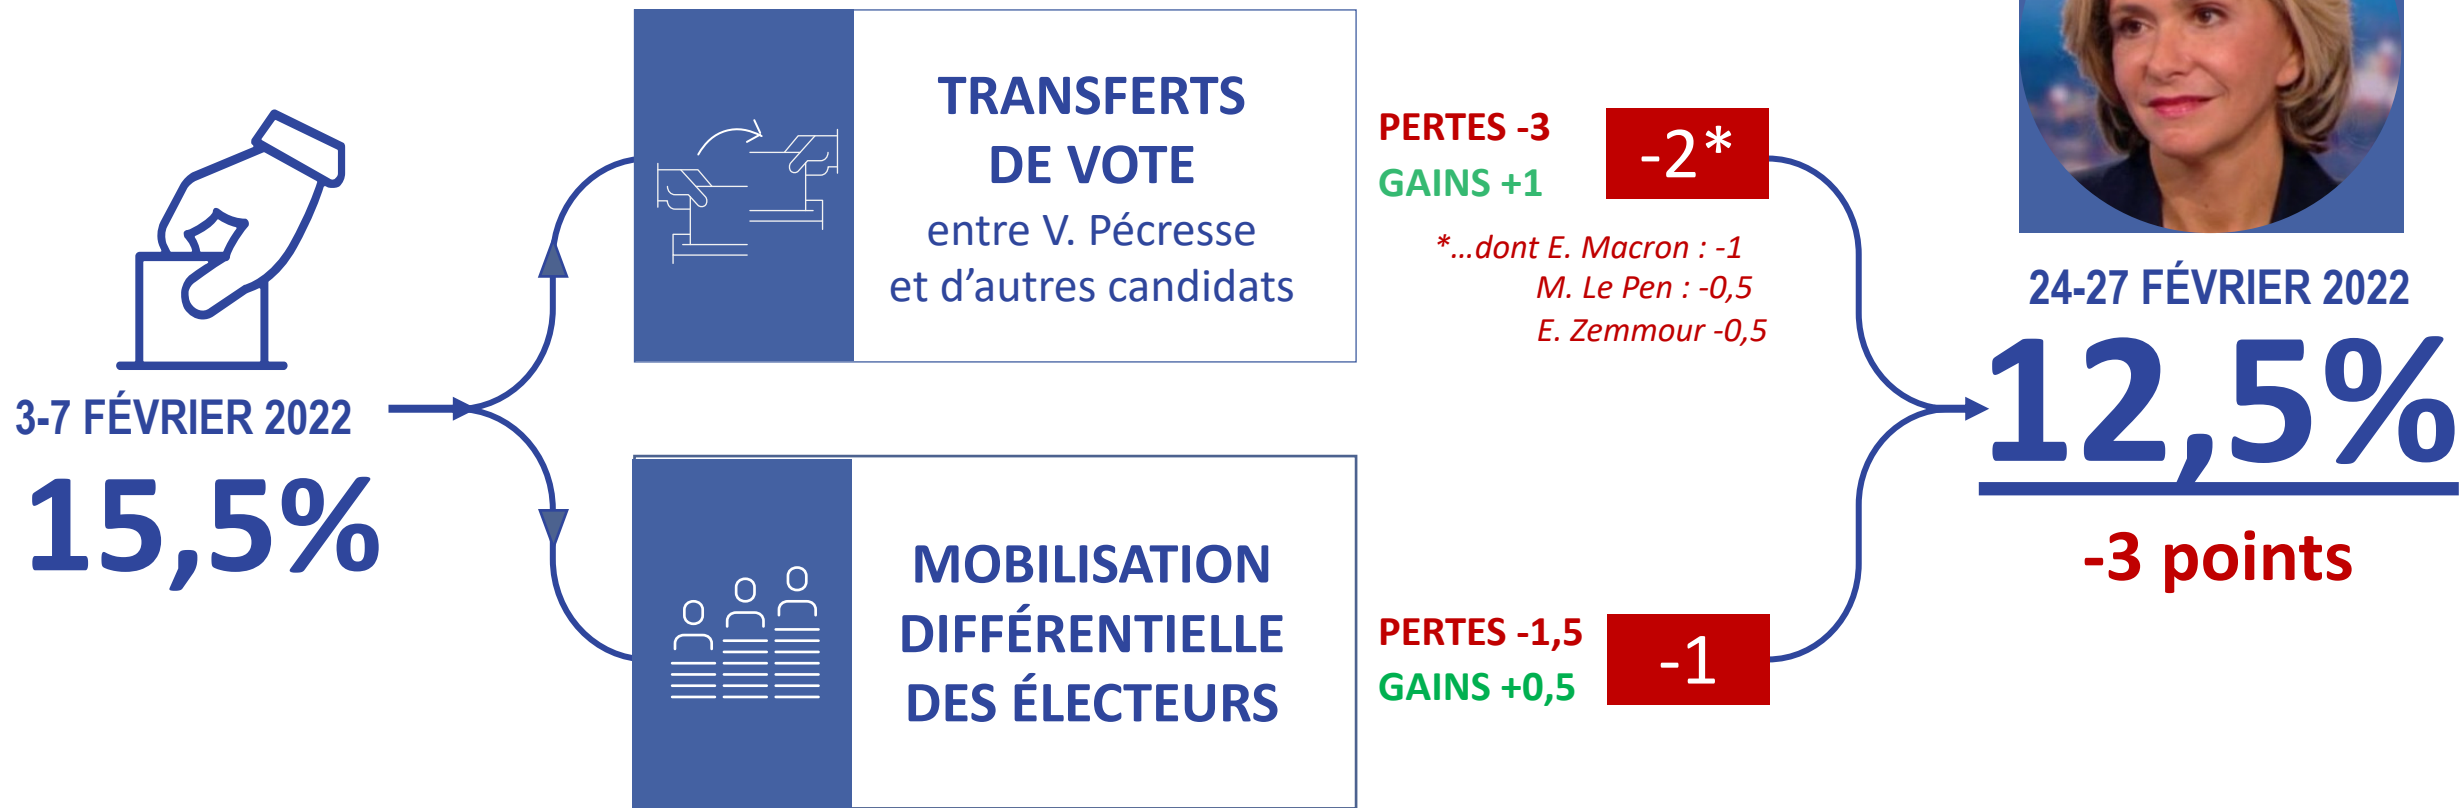 3-7 FÉVRIER 2022
15,5%
TRANSFERTS
DE VOTE
entre V. Pécresse
et d’autres candidats
PERTES -3
GAINS +1
-2*
*...dont E. Macron : -1
M. Le Pen : -0,5
E. Zemmour -0,5
MOBILISATION
DIFFÉRENTIELLE
DES ÉLECTEURS
PERTES -1,5
GAINS +0,5
-1
24-27 FÉVRIER 2022
12,5%
-3 points